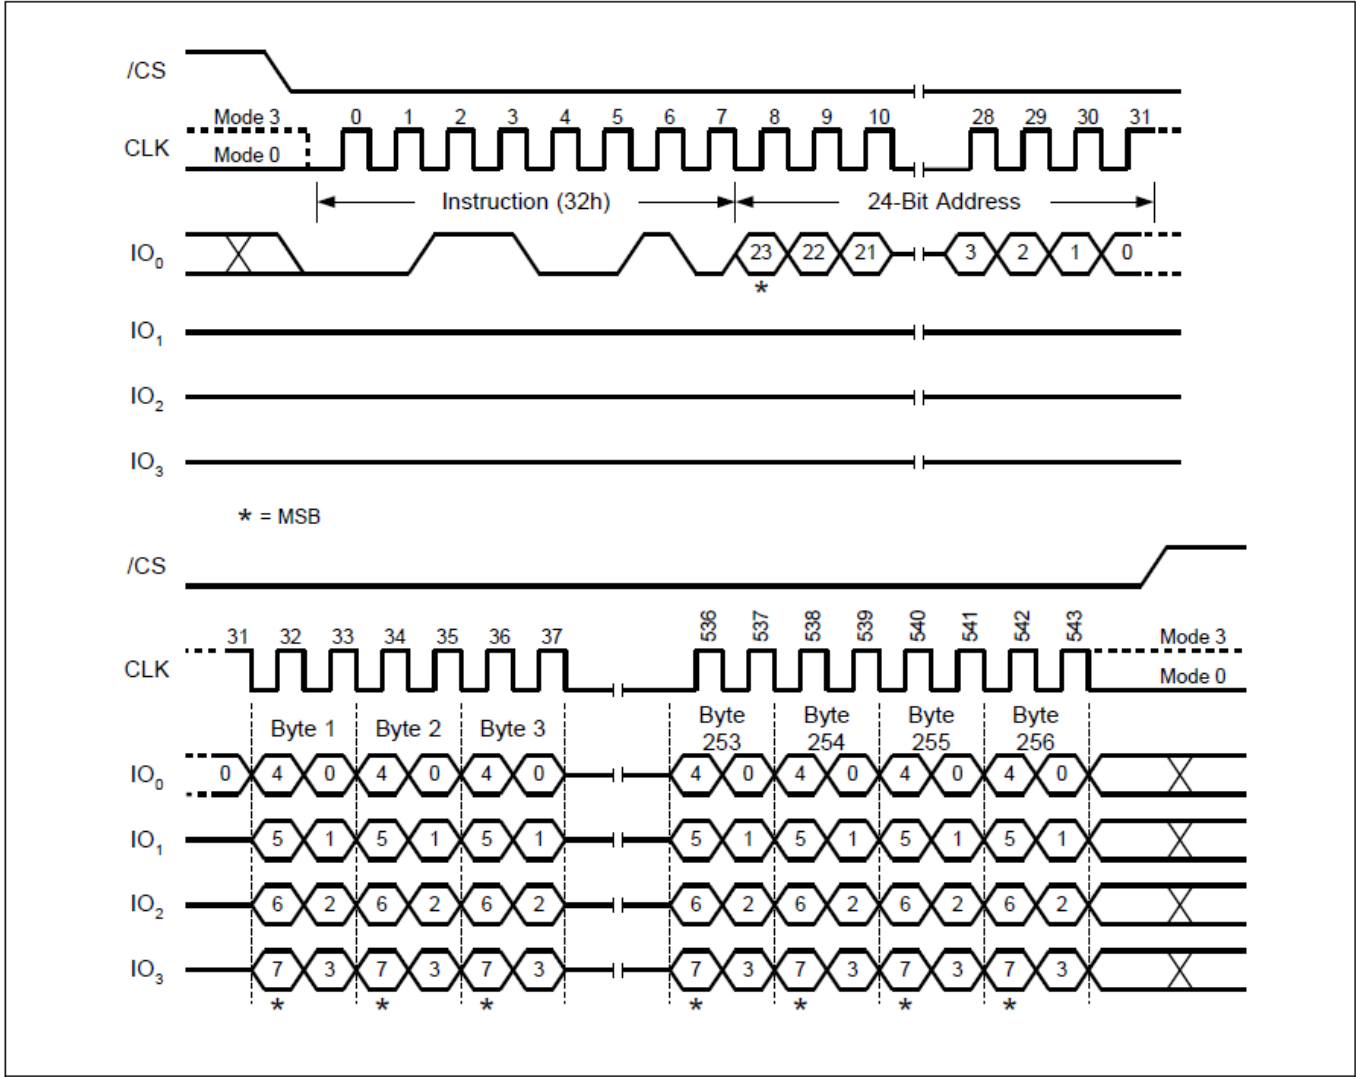 /CS
Mode 3 0 1 2 3 4 5 6 7 8 9 10 28 29 30 31
CLK
Mode 0
Instruction (32h) 24-Bit Address
IO0 23 22 21 3 2 1 0
*
IO1
IO2
IO3
* = MSB
/CS
31 32 33 34 35 36 37 536 537 538 539 540 541 542 543 Mode 3
CLK Mode 0
Byte 1 Byte 2 Byte 3 Byte 253 Byte 254 Byte 255 Byte 256
IO0 0 4 0 4 0 4 0 4 0 4 0 4 0 4 0
IO1 5 1 5 1 5 1 5 1 5 1 5 1 5 1
IO2 6 2 6 2 6 2 6 2 6 2 6 2 6 2
IO3 7 3 7 3 7 3 7 3 7 3 7 3 7 3
* * * * * * *